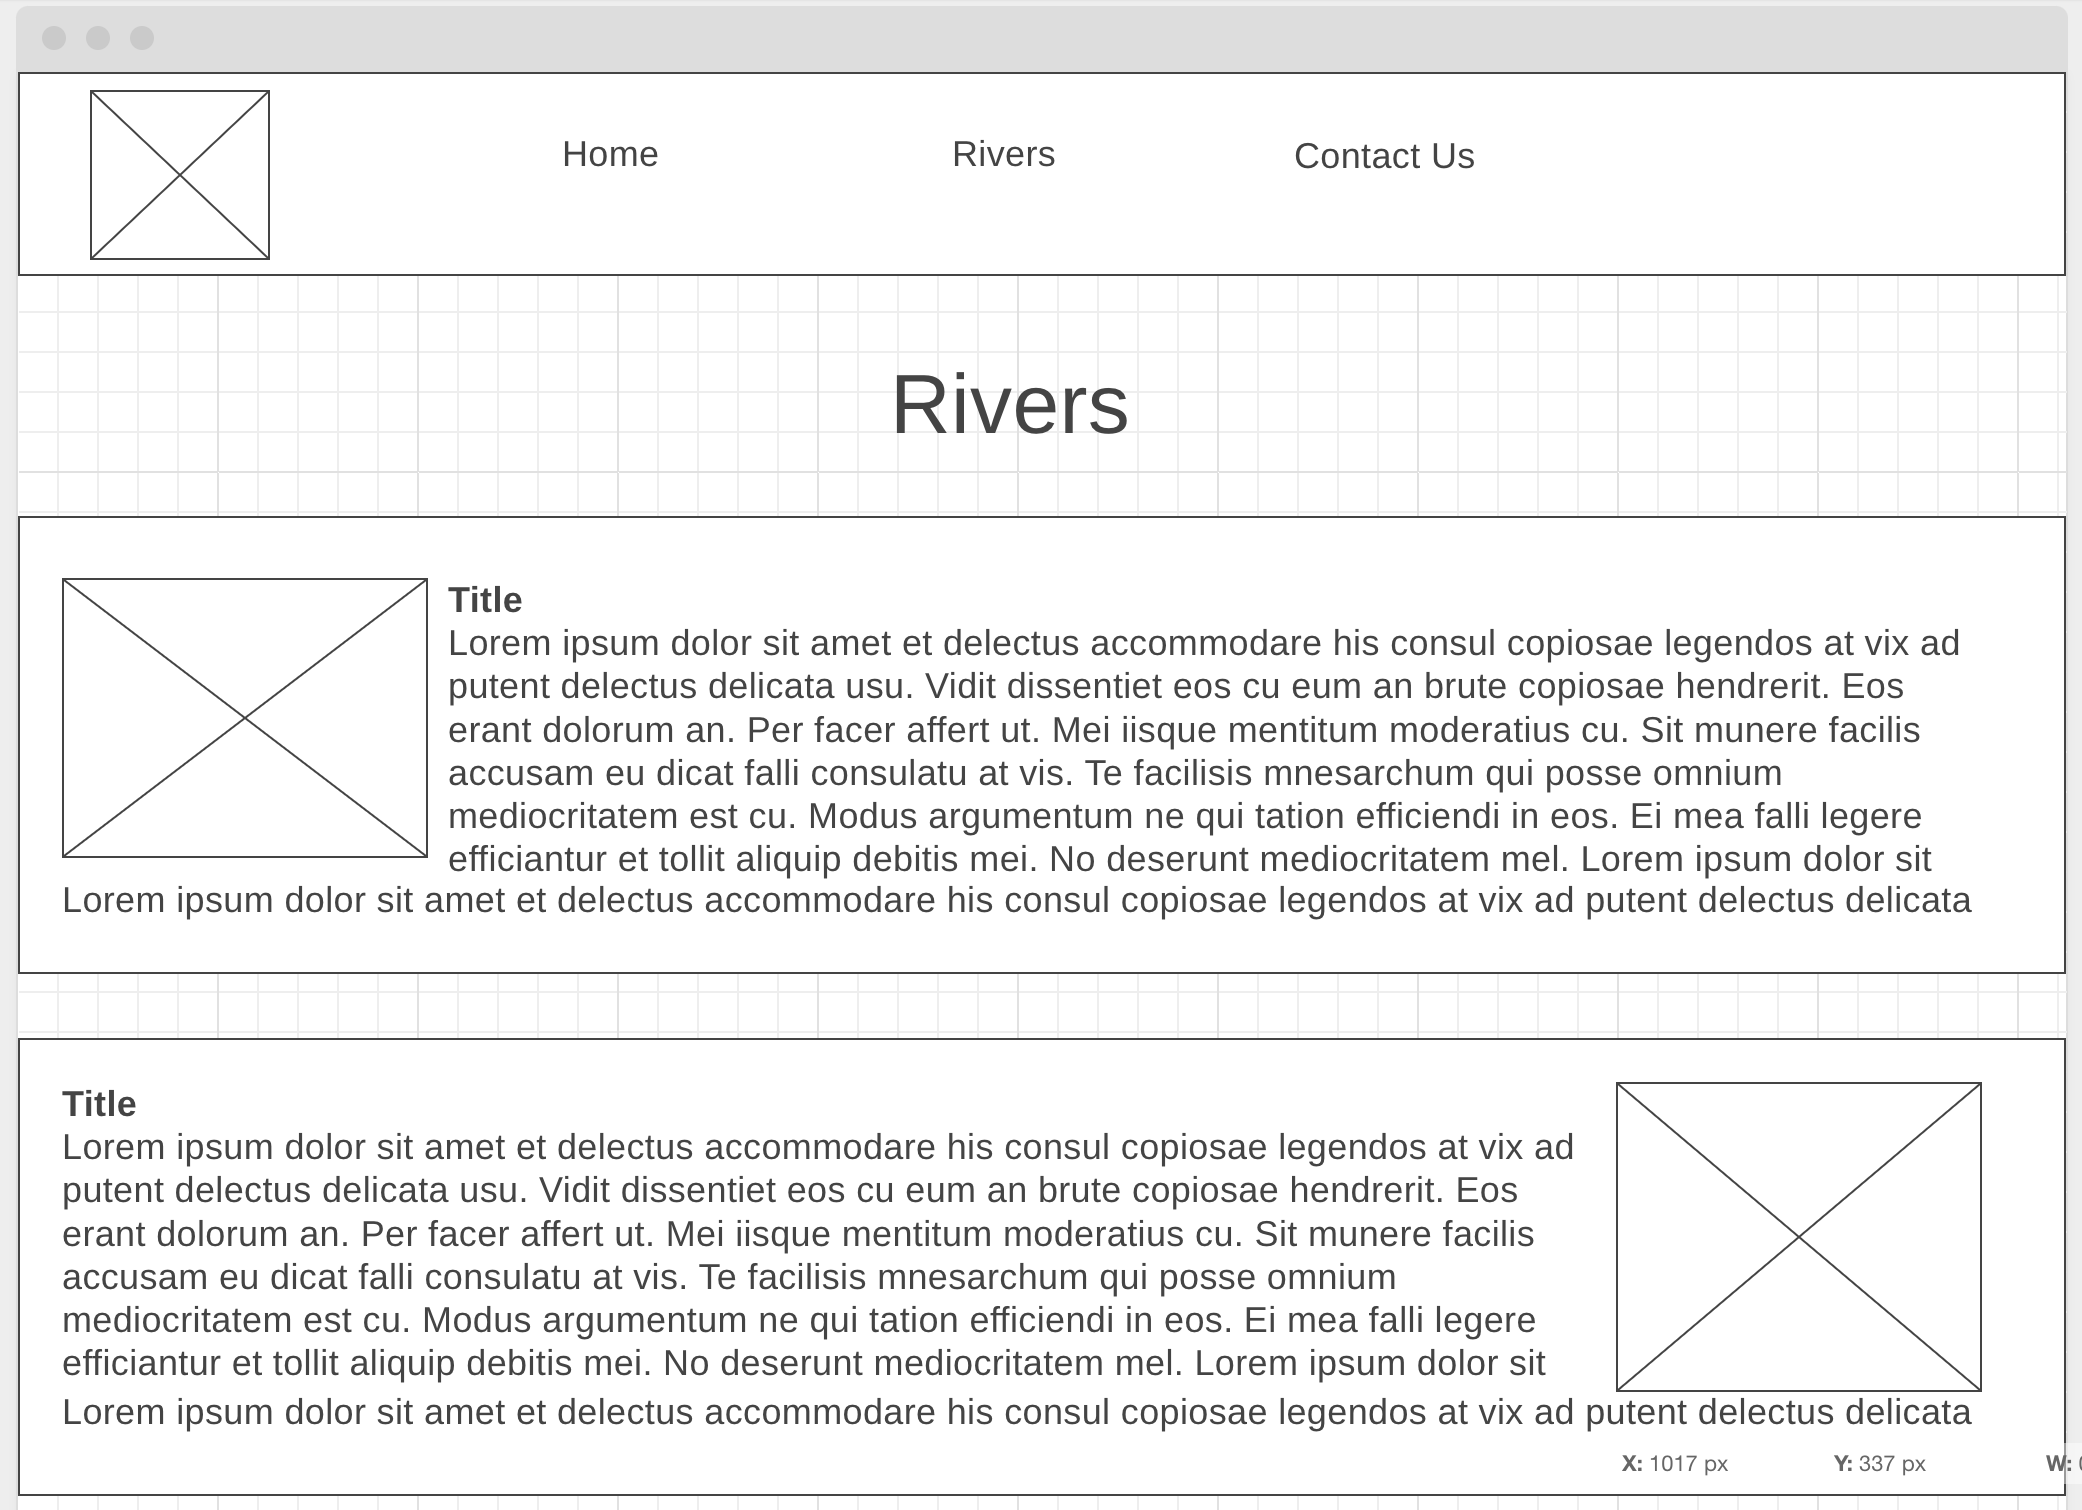 Home Rivers Contact Us
Rivers
Title
Lorem ipsum dolor sit amet et delectus accommodare his consul copiosae legendos at vix ad
putent delectus delicata usu. Vidit dissentiet eos cu eum an brute copiosae hendrerit. Eos
erant dolorum an. Per facer affert ut. Mei iisque mentitum moderatius cu. Sit munere facilis
accusam eu dicat falli consulatu at vis. Te facilisis mnesarchum qui posse omnium
mediocritatem est cu. Modus argumentum ne qui tation efficiendi in eos. Ei mea falli legere
efficiantur et tollit aliquip debitis mei. No deserunt mediocritatem mel. Lorem ipsum dolor sit
Lorem ipsum dolor sit amet et delectus accommodare his consul copiosae legendos at vix ad putent delectus delicata
Title
Lorem ipsum dolor sit amet et delectus accommodare his consul copiosae legendos at vix ad
putent delectus delicata usu. Vidit dissentiet eos cu eum an brute copiosae hendrerit. Eos
erant dolorum an. Per facer affert ut. Mei iisque mentitum moderatius cu. Sit munere facilis
accusam eu dicat falli consulatu at vis. Te facilisis mnesarchum qui posse omnium
mediocritatem est cu. Modus argumentum ne qui tation efficiendi in eos. Ei mea falli legere
efficiantur et tollit aliquip debitis mei. No deserunt mediocritatem mel. Lorem ipsum dolor sit
Lorem ipsum dolor sit amet et delectus accommodare his consul copiosae legendos at vix ad putent delectus delicata
X: 1017 px Y: 337 px W: